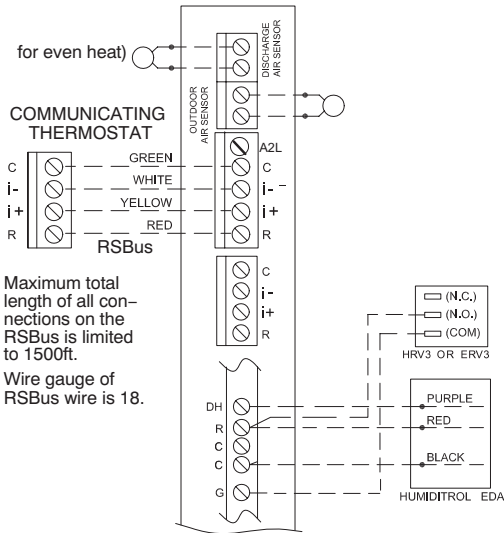 for even heat)
DISCHARGE
AIR SENSOR
OUTDOOR
AIR SENSOR
COMMUNICATING
THERMOSTAT
A2L
C GREEN C
i- WHITE i-
i+ YELLOW i+
R RED R
RSBus
Maximum total
length of all con-
nections on the
RSBus is limited
to 1500ft.
Wire gauge of
RSBus wire is 18.
C
i-
i+
R
(N.C.)
(N.O.)
(COM)
HRV3 OR ERV3
DH PURPLE
R RED
C
C BLACK
G
HUMIDITROL EDA